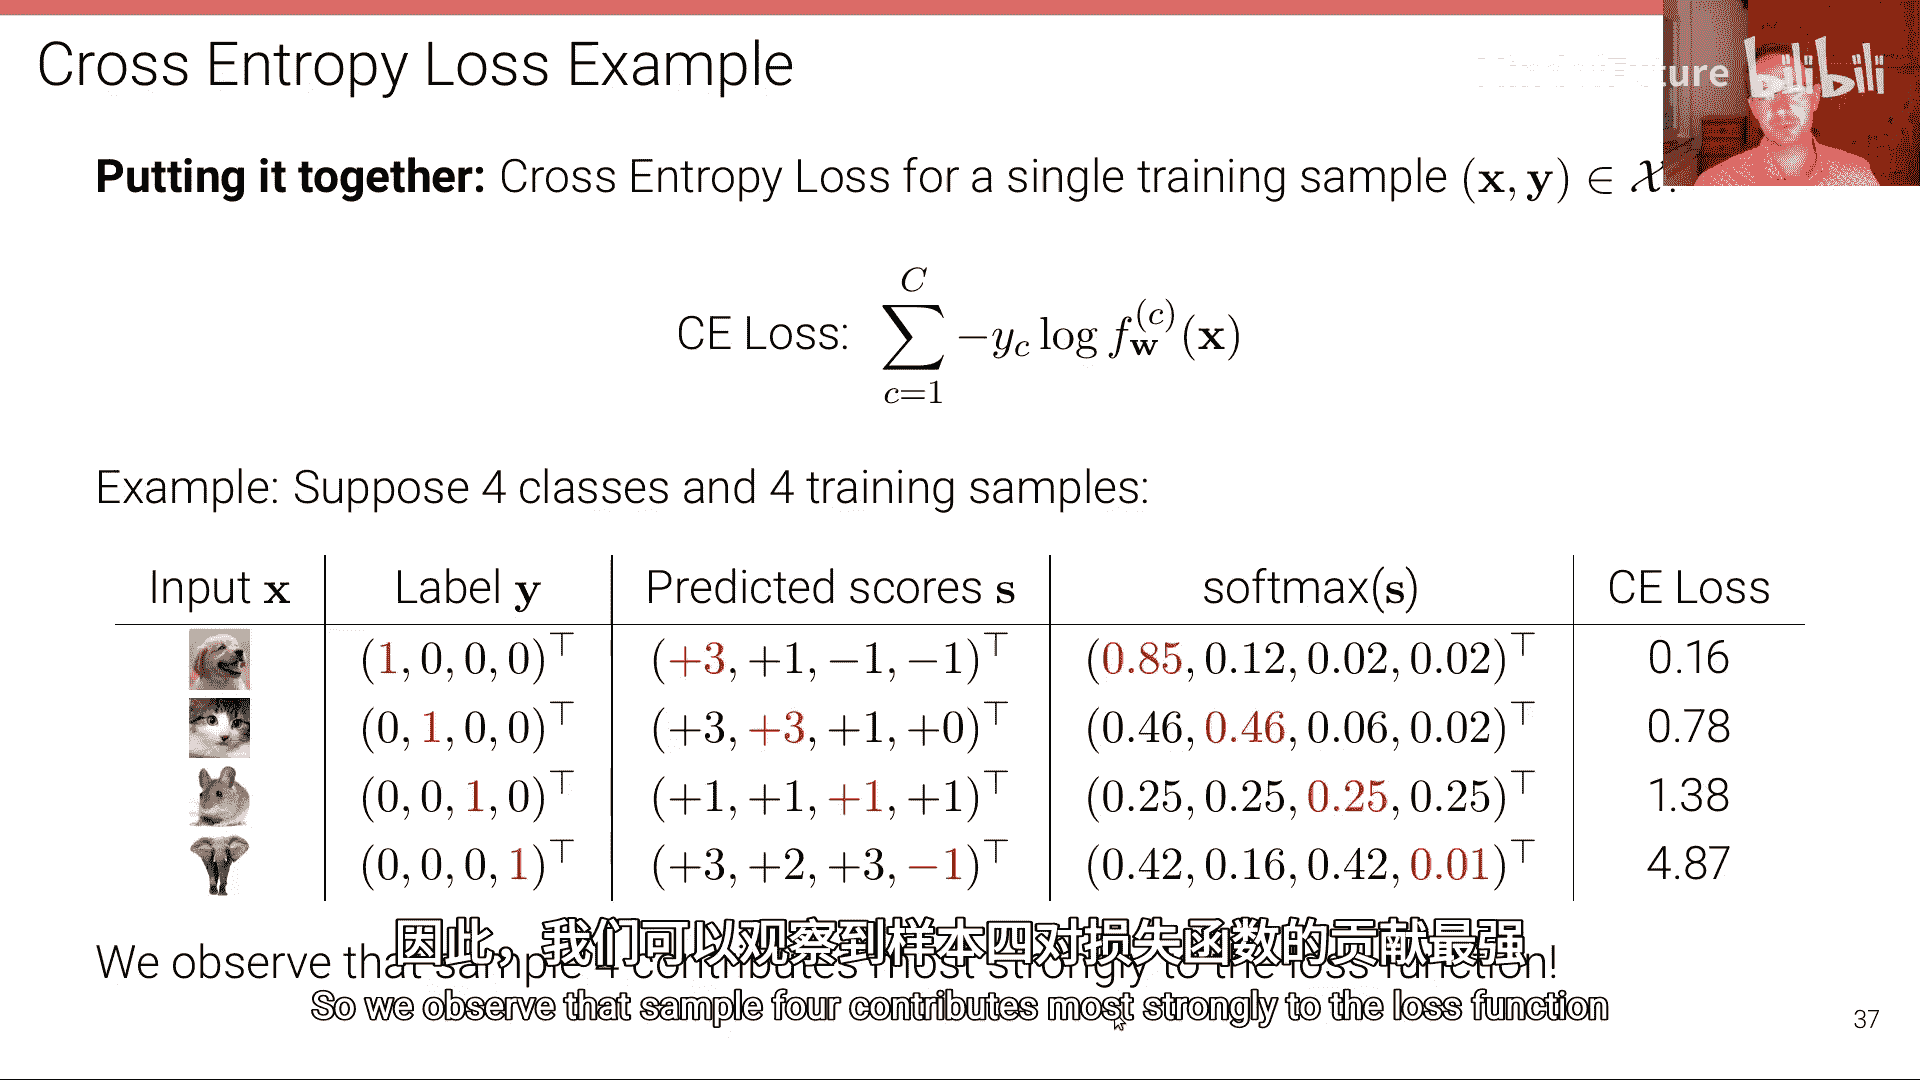 Cross Entropy Loss Example
bilibili
Putting it together: Cross Entropy Loss for a single training sample (x, y) ∈ 𝒳:
CE Loss: ∑_{c=1}^{C} −y_c log f_w^{(c)}(x)
Example: Suppose 4 classes and 4 training samples:
Input x Label y Predicted scores s softmax(s) CE Loss
(1, 0, 0, 0)⊤ (+3, +1, −1, −1)⊤ (0.85, 0.12, 0.02, 0.02)⊤ 0.16
(0, 1, 0, 0)⊤ (+3, +3, +1, +0)⊤ (0.46, 0.46, 0.06, 0.02)⊤ 0.78
(0, 0, 1, 0)⊤ (+1, +1, +1, +1)⊤ (0.25, 0.25, 0.25, 0.25)⊤ 1.38
(0, 0, 0, 1)⊤ (+3, +2, +3, −1)⊤ (0.42, 0.16, 0.42, 0.01)⊤ 4.87
因此，我们可以观察到样本四对损失函数的贡献最强
We observe that sample 4 contributes most strongly to the loss function!
So we observe that sample four contributes most strongly to the loss function
37